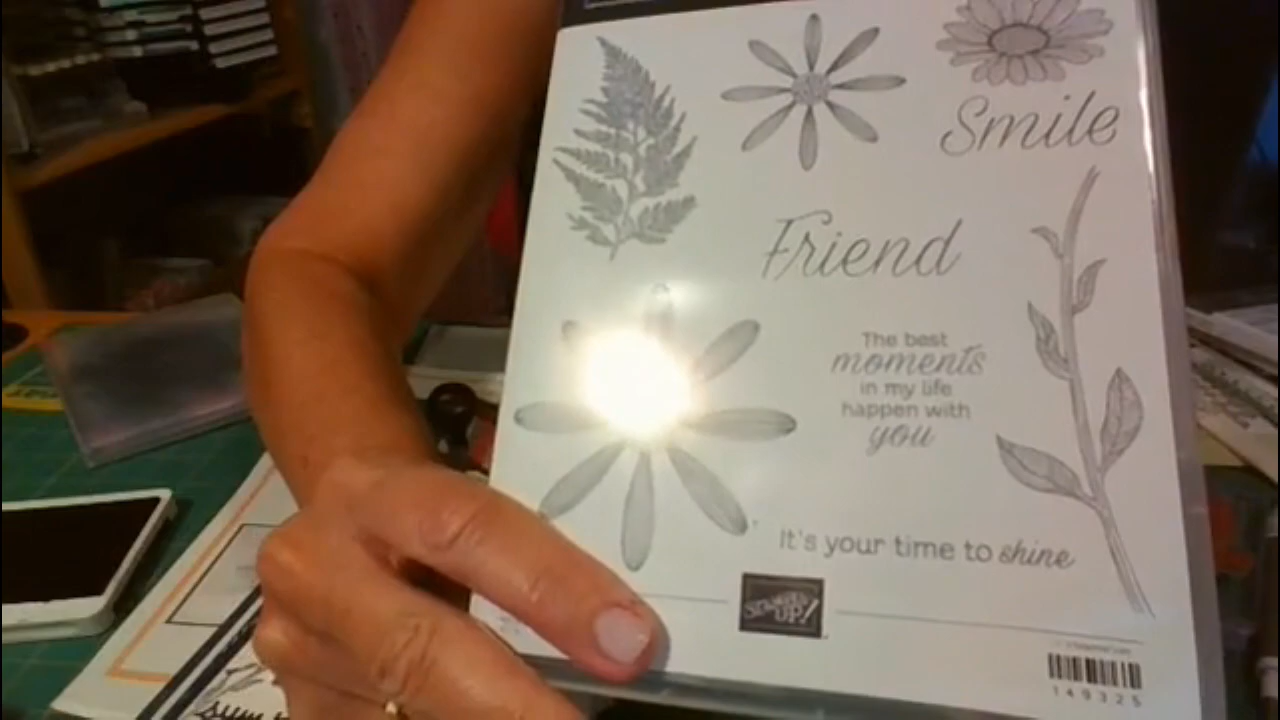 Smile
Friend
The best
moments
in my life
happen with
you
It's your time to shine
STAMPIN' UP!
149325